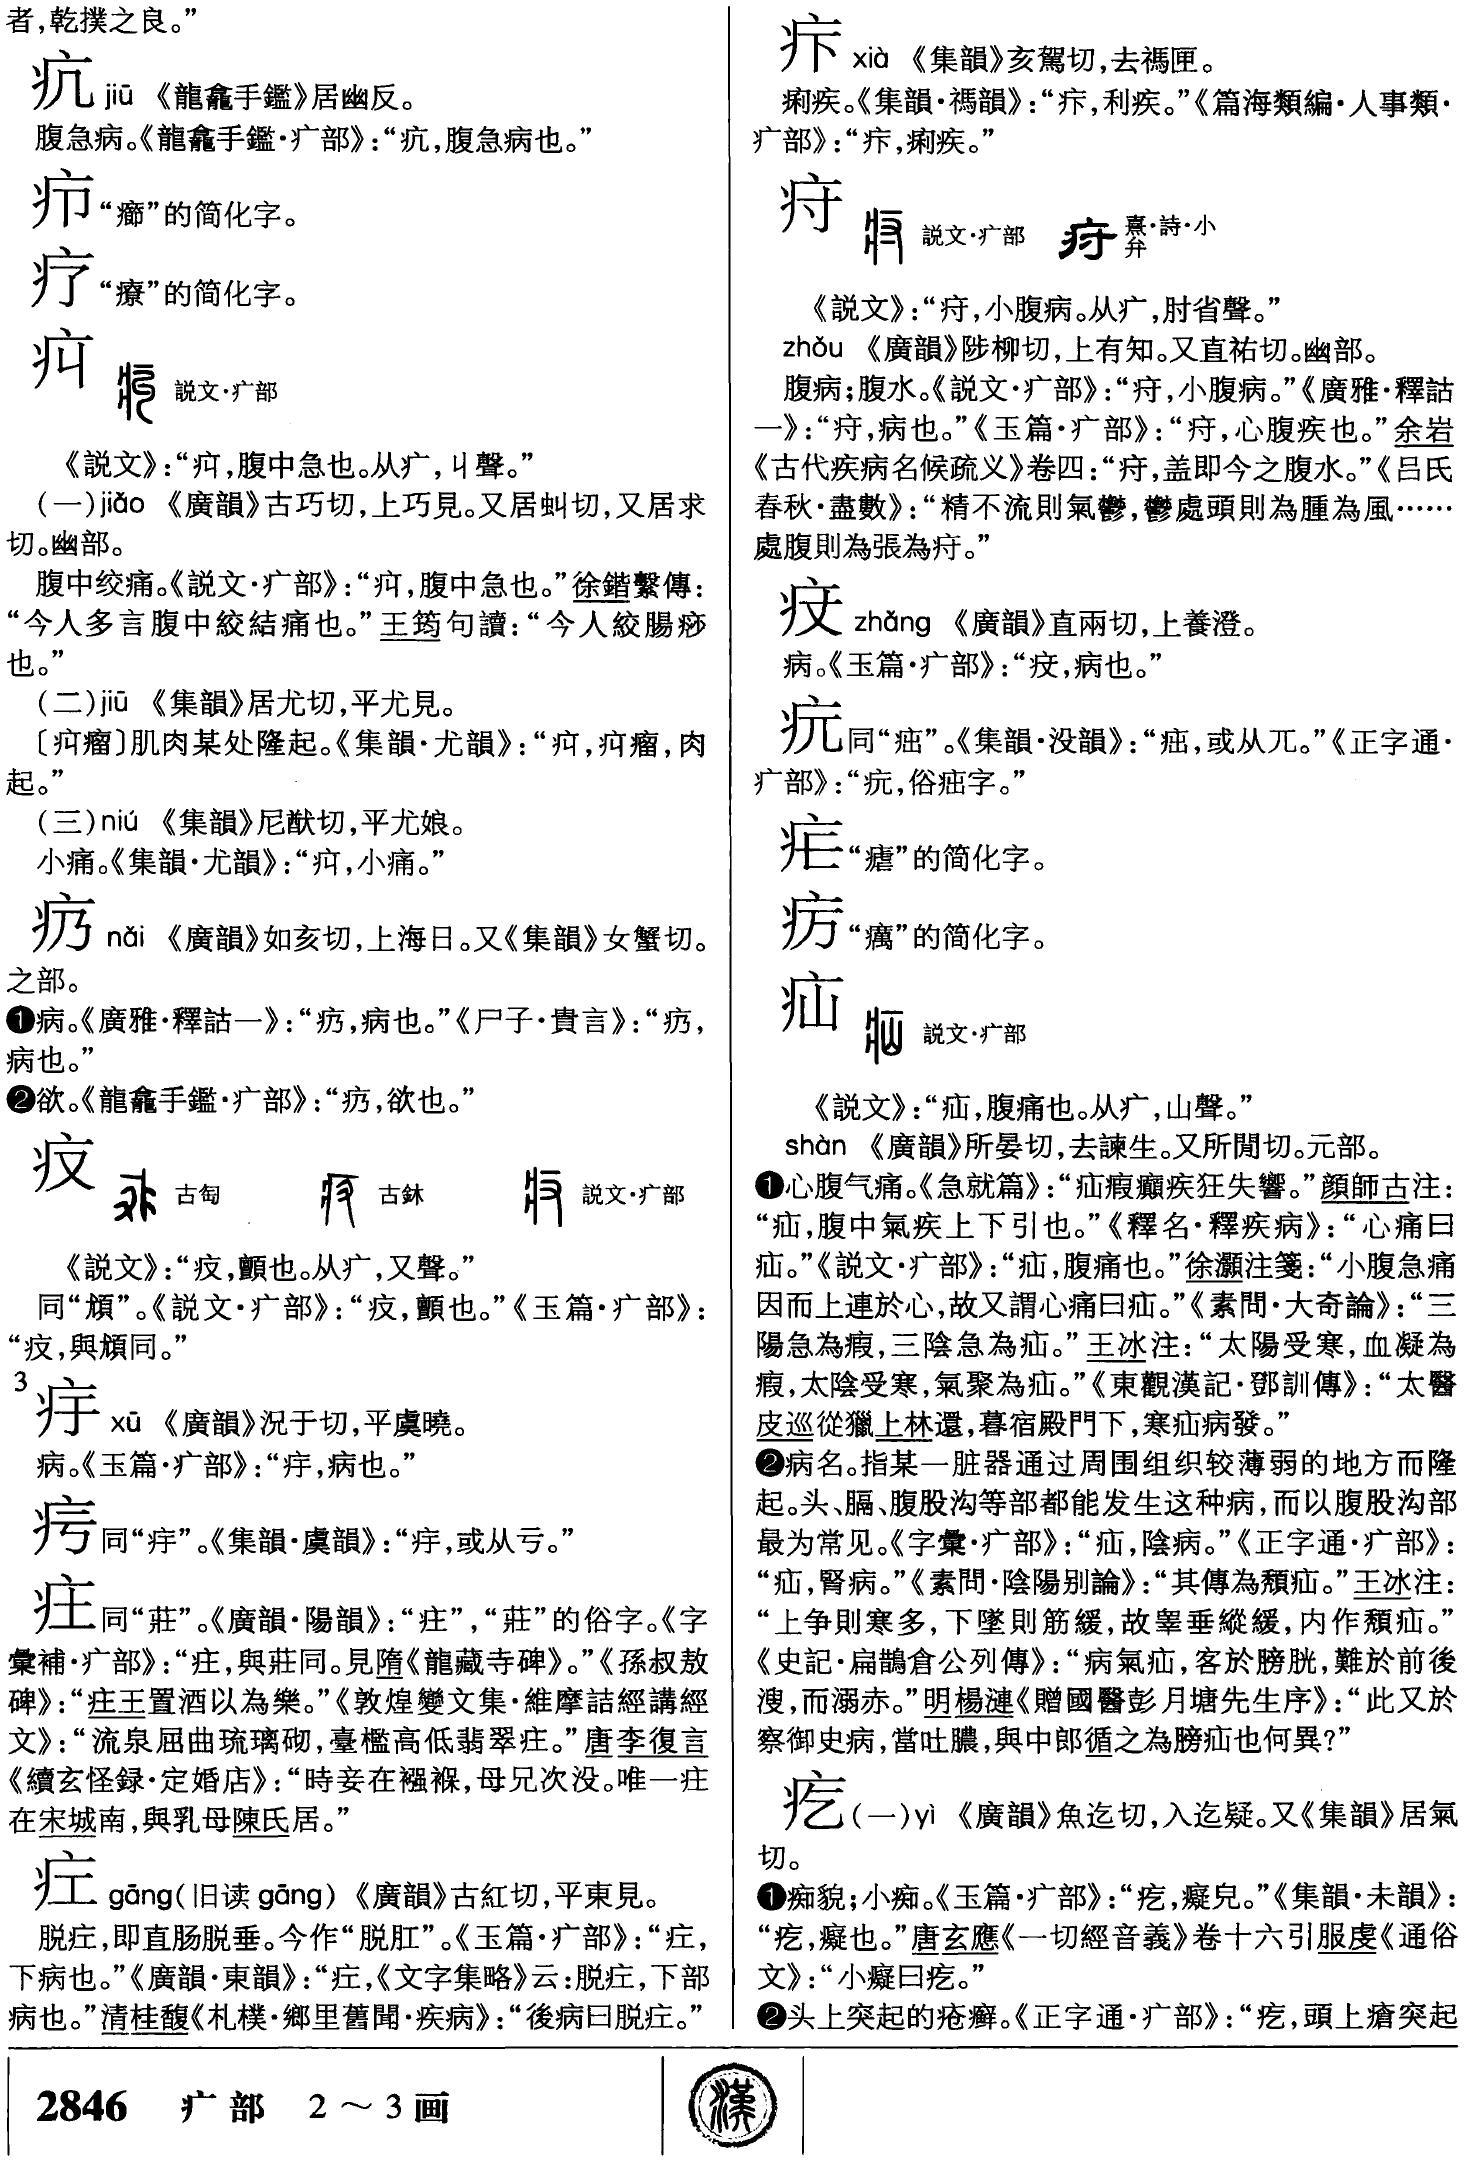 者，乾撲之良。”
疘 jiū 《龍龕手鑑》居幽反。
腹急病。《龍龕手鑑·疒部》：“疘，腹急病也。”
疖 “癤”的简化字。
疗 “療”的简化字。
疛 説文·疒部
《説文》：“疝，腹中急也。从疒，丩聲。”
(一)jiǎo 《廣韻》古巧切，上巧見。又居虯切，又居求
切。幽部。
腹中绞痛。《説文·疒部》：“㽱，腹中急也。”徐鍇繫傳：
“今人多言腹中絞結痛也。”王筠句讀：“今人絞腸痧
也。”
(二)jiū 《集韻》居尤切，平尤見。
〔㽱瘤〕肌肉某处隆起。《集韻·尤韻》：“㽱，㽱瘤，肉
起。”
(三)niú 《集韻》尼猷切，平尤娘。
小痛。《集韻·尤韻》：“㽱，小痛。”
疓 nǎi 《廣韻》如亥切，上海日。又《集韻》女蟹切。
之部。
❶病。《廣雅·釋詁一》：“疓，病也。”《尸子·貴言》：“疓，
病也。”
❷欲。《龍龕手鑑·疒部》：“疓，欲也。”
㽲 古匋 古鉥 説文·疒部
《説文》：“㽲，顫也。从疒，又聲。”
同“頄”。《説文·疒部》：“㽲，顫也。”《玉篇·疒部》：
“㽲，與頄同。”
3
疜 xū 《廣韻》況于切，平虞曉。
病。《玉篇·疒部》：“疞，病也。”
疞 同“疜”。《集韻·虞韻》：“疜，或从亏。”
疰 同“莊”。《廣韻·陽韻》：“庄”，“莊”的俗字。《字
彙補·疒部》：“疰，與莊同。見隋《龍藏寺碑》。”《孫叔敖
碑》：“疰王置酒以為樂。”《敦煌變文集·維摩詰經講經
文》：“流泉屈曲琉璃砌，臺檻高低翡翠疰。”唐李復言
《續玄怪録·定婚店》：“時妾在襁褓，母兄次没。唯一疰
在宋城南，與乳母陳氏居。”
疘 gāng(旧读gāng) 《廣韻》古紅切，平東見。
脱疘，即直肠脱垂。今作“脱肛”。《玉篇·疒部》：“疘，
下病也。”《廣韻·東韻》：“疘，《文字集略》云：脱疘，下部
病也。”清桂馥《札樸·鄉里舊聞·疾病》：“後病曰脱疘。”
疜 xià 《集韻》亥駕切，去禡匣。
痢疾。《集韻·禡韻》：“疜，利疾。”《篇海類編·人事類·
疒部》：“疜，痢疾。”
疛 説文·疒部 熹·詩·小弁
《説文》：“疛，小腹病。从疒，肘省聲。”
zhǒu 《廣韻》陟柳切，上有知。又直祐切。幽部。
腹病；腹水。《説文·疒部》：“疛，小腹病。”《廣雅·釋詁
一》：“疛，病也。”《玉篇·疒部》：“疛，心腹疾也。”余岩
《古代疾病名候疏义》卷四：“疛，盖即今之腹水。”《吕氏
春秋·盡數》：“精不流則氣鬱，鬱處頭則為腫為風……
處腹則為張為疛。”
㽴 zhǎng 《廣韻》直兩切，上養澄。
病。《玉篇·疒部》：“㽴，病也。”
疧 同“㾀”。《集韻·没韻》：“㾀，或从兀。”《正字通·
疒部》：“疧，俗㾀字。”
疟 “瘧”的简化字。
疠 “癘”的简化字。
疝 説文·疒部
《説文》：“疝，腹痛也。从疒，山聲。”
shàn 《廣韻》所晏切，去諫生。又所閒切。元部。
❶心腹气痛。《急就篇》：“疝瘕癲疾狂失響。”顔師古注：
“疝，腹中氣疾上下引也。”《釋名·釋疾病》：“心痛曰
疝。”《説文·疒部》：“疝，腹痛也。”徐灝注箋：“小腹急痛
因而上連於心，故又謂心痛曰疝。”《素問·大奇論》：“三
陽急為瘕，三陰急為疝。”王冰注：“太陽受寒，血凝為
瘕，太陰受寒，氣聚為疝。”《東觀漢記·鄧訓傳》：“太醫
皮巡從獵上林還，暮宿殿門下，寒疝病發。”
❷病名。指某一脏器通过周围组织较薄弱的地方而隆
起。头、膈、腹股沟等部都能发生这种病，而以腹股沟部
最为常见。《字彙·疒部》：“疝，陰病。”《正字通·疒部》：
“疝，腎病。”《素問·陰陽别論》：“其傳為㿉疝。”王冰注：
“上争則寒多，下墜則筋緩，故睾垂縱緩，内作㿉疝。”
《史記·扁鵲倉公列傳》：“病氣疝，客於膀胱，難於前後
溲，而溺赤。”明楊漣《贈國醫彭月塘先生序》：“此又於
察御史病，當吐膿，與中郎循之為膀疝也何異？”
疙 (一)yì 《廣韻》魚迄切，入迄疑。又《集韻》居氣
切。
❶痴貌；小痴。《玉篇·疒部》：“疙，癡皃。”《集韻·未韻》：
“疙，癡也。”唐玄應《一切經音義》卷十六引服虔《通俗
文》：“小癡曰疙。”
❷头上突起的疮癣。《正字通·疒部》：“疙，頭上瘡突起
2846 疒部 2～3画
漢